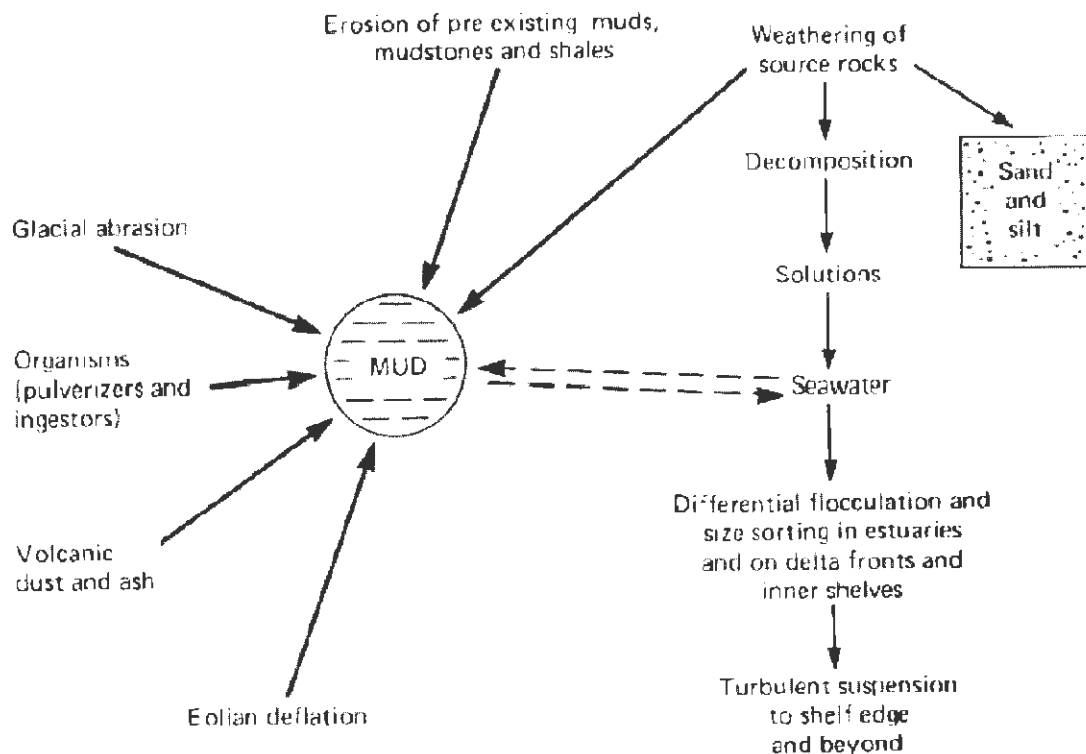 Erosion of pre existing muds,
mudstones and shales
Weathering of
source rocks
Decomposition
Sand
and
silt
Glacial abrasion
Solutions
Organisms
(pulverizers and
ingestors)
MUD
Seawater
Differential flocculation and
size sorting in estuaries
and on delta fronts and
inner shelves
Volcanic
dust and ash
Eolian deflation
Turbulent suspension
to shelf edge
and beyond